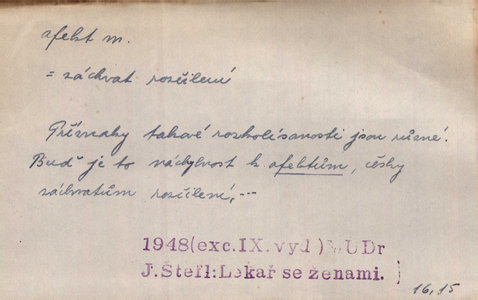 afekt m.
= záchvat rozčilení
Příznaky takové rozkolísanosti jsou různé.
Buď je to náchylnost k afektům, česky
záchvatům rozčilení,---
1948(exc.IX.vyd )MUDr
J.Štefl:Lékař se ženami.
16,15